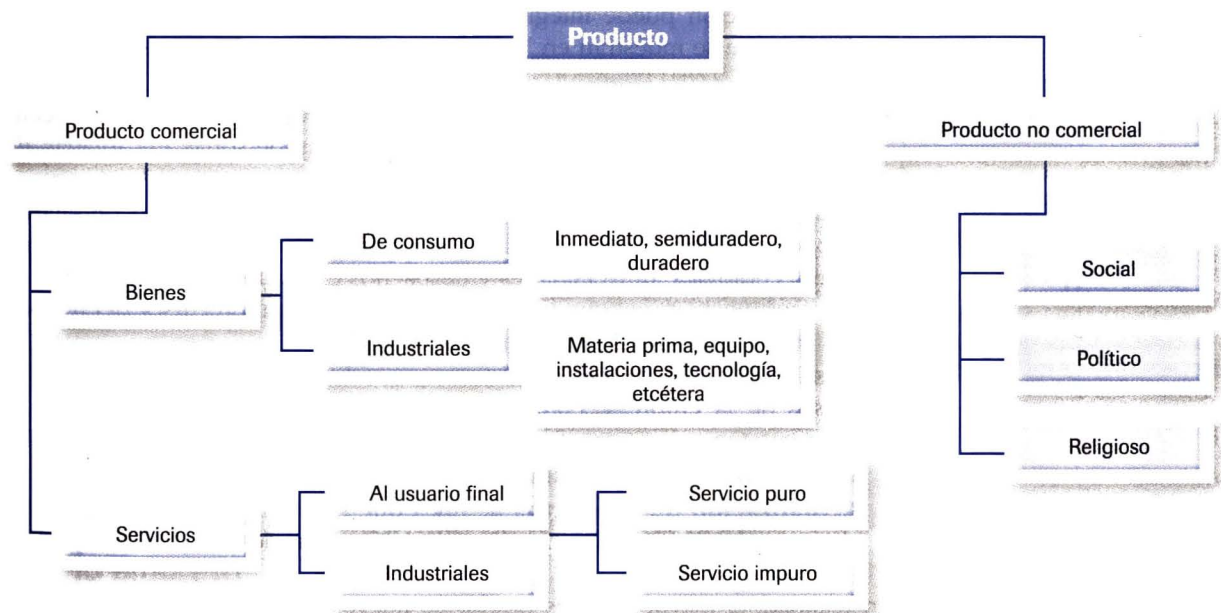 Producto
Producto comercial
Producto no comercial
De consumo
Inmediato, semiduradero,
duradero
Bienes
Industriales
Materia prima, equipo,
instalaciones, tecnología,
etcétera
Social
Político
Religioso
Servicios
Al usuario final
Industriales
Servicio puro
Servicio impuro